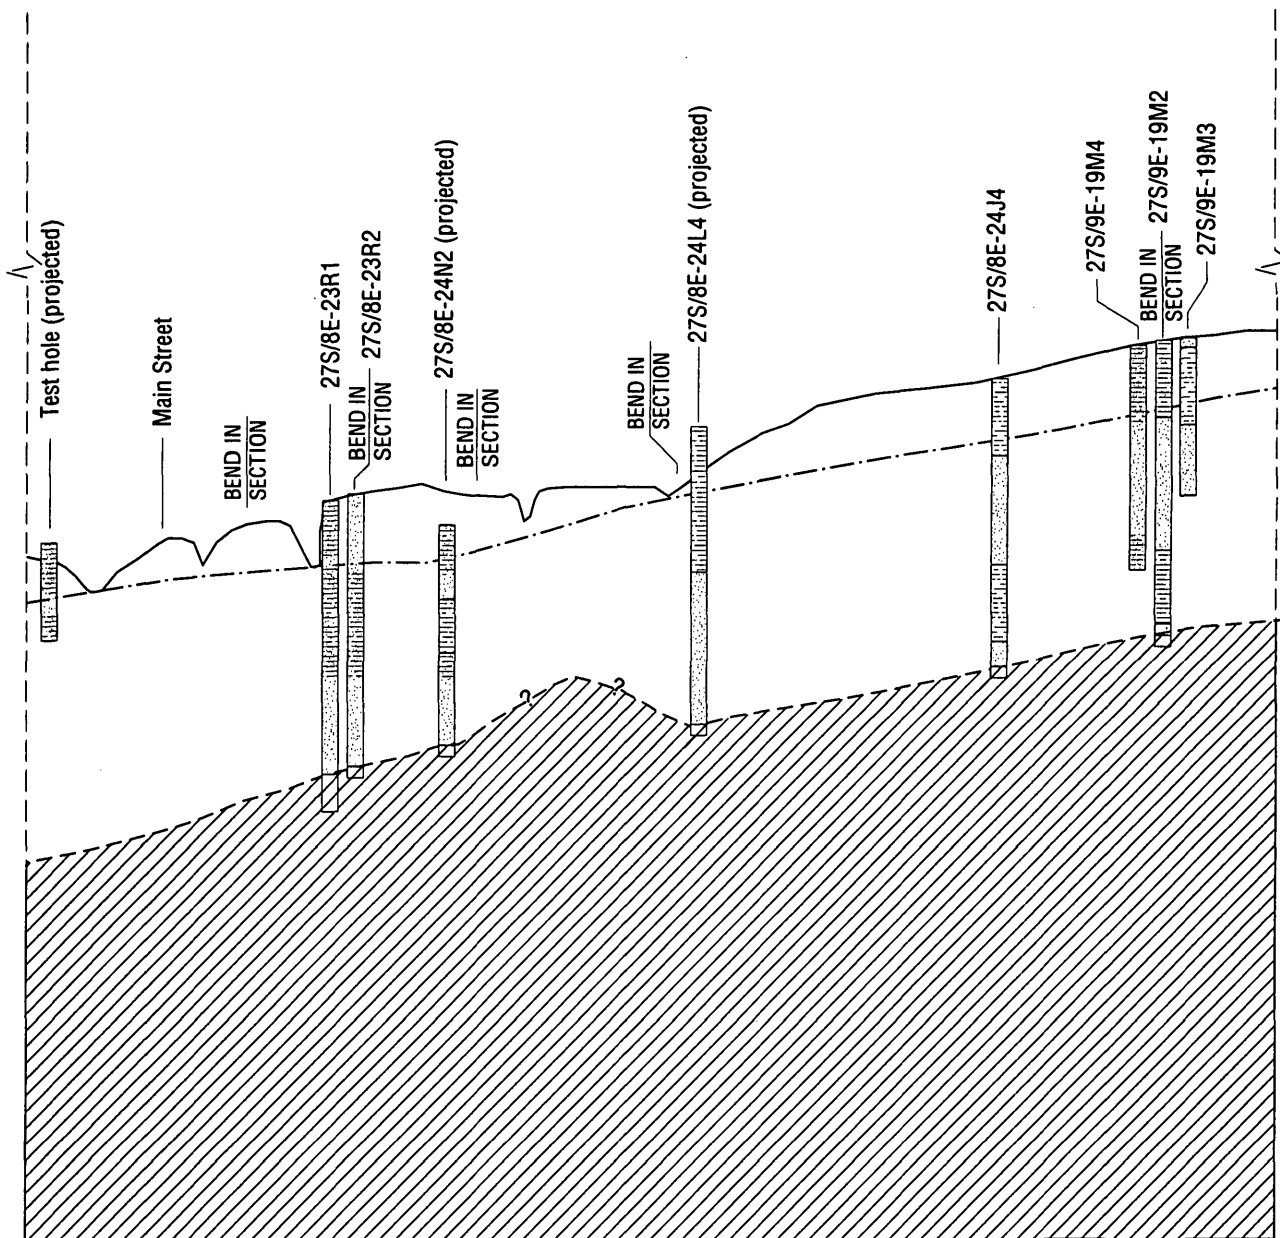 Test hole (projected)
Main Street
BEND IN
SECTION
27S/8E-23R1
BEND IN
SECTION
27S/8E-23R2
27S/8E-24N2 (projected)
BEND IN
SECTION
BEND IN
SECTION
27S/8E-24L4 (projected)
27S/8E-24J4
27S/9E-19M4
BEND IN
SECTION
27S/9E-19M2
27S/9E-19M3
?
?